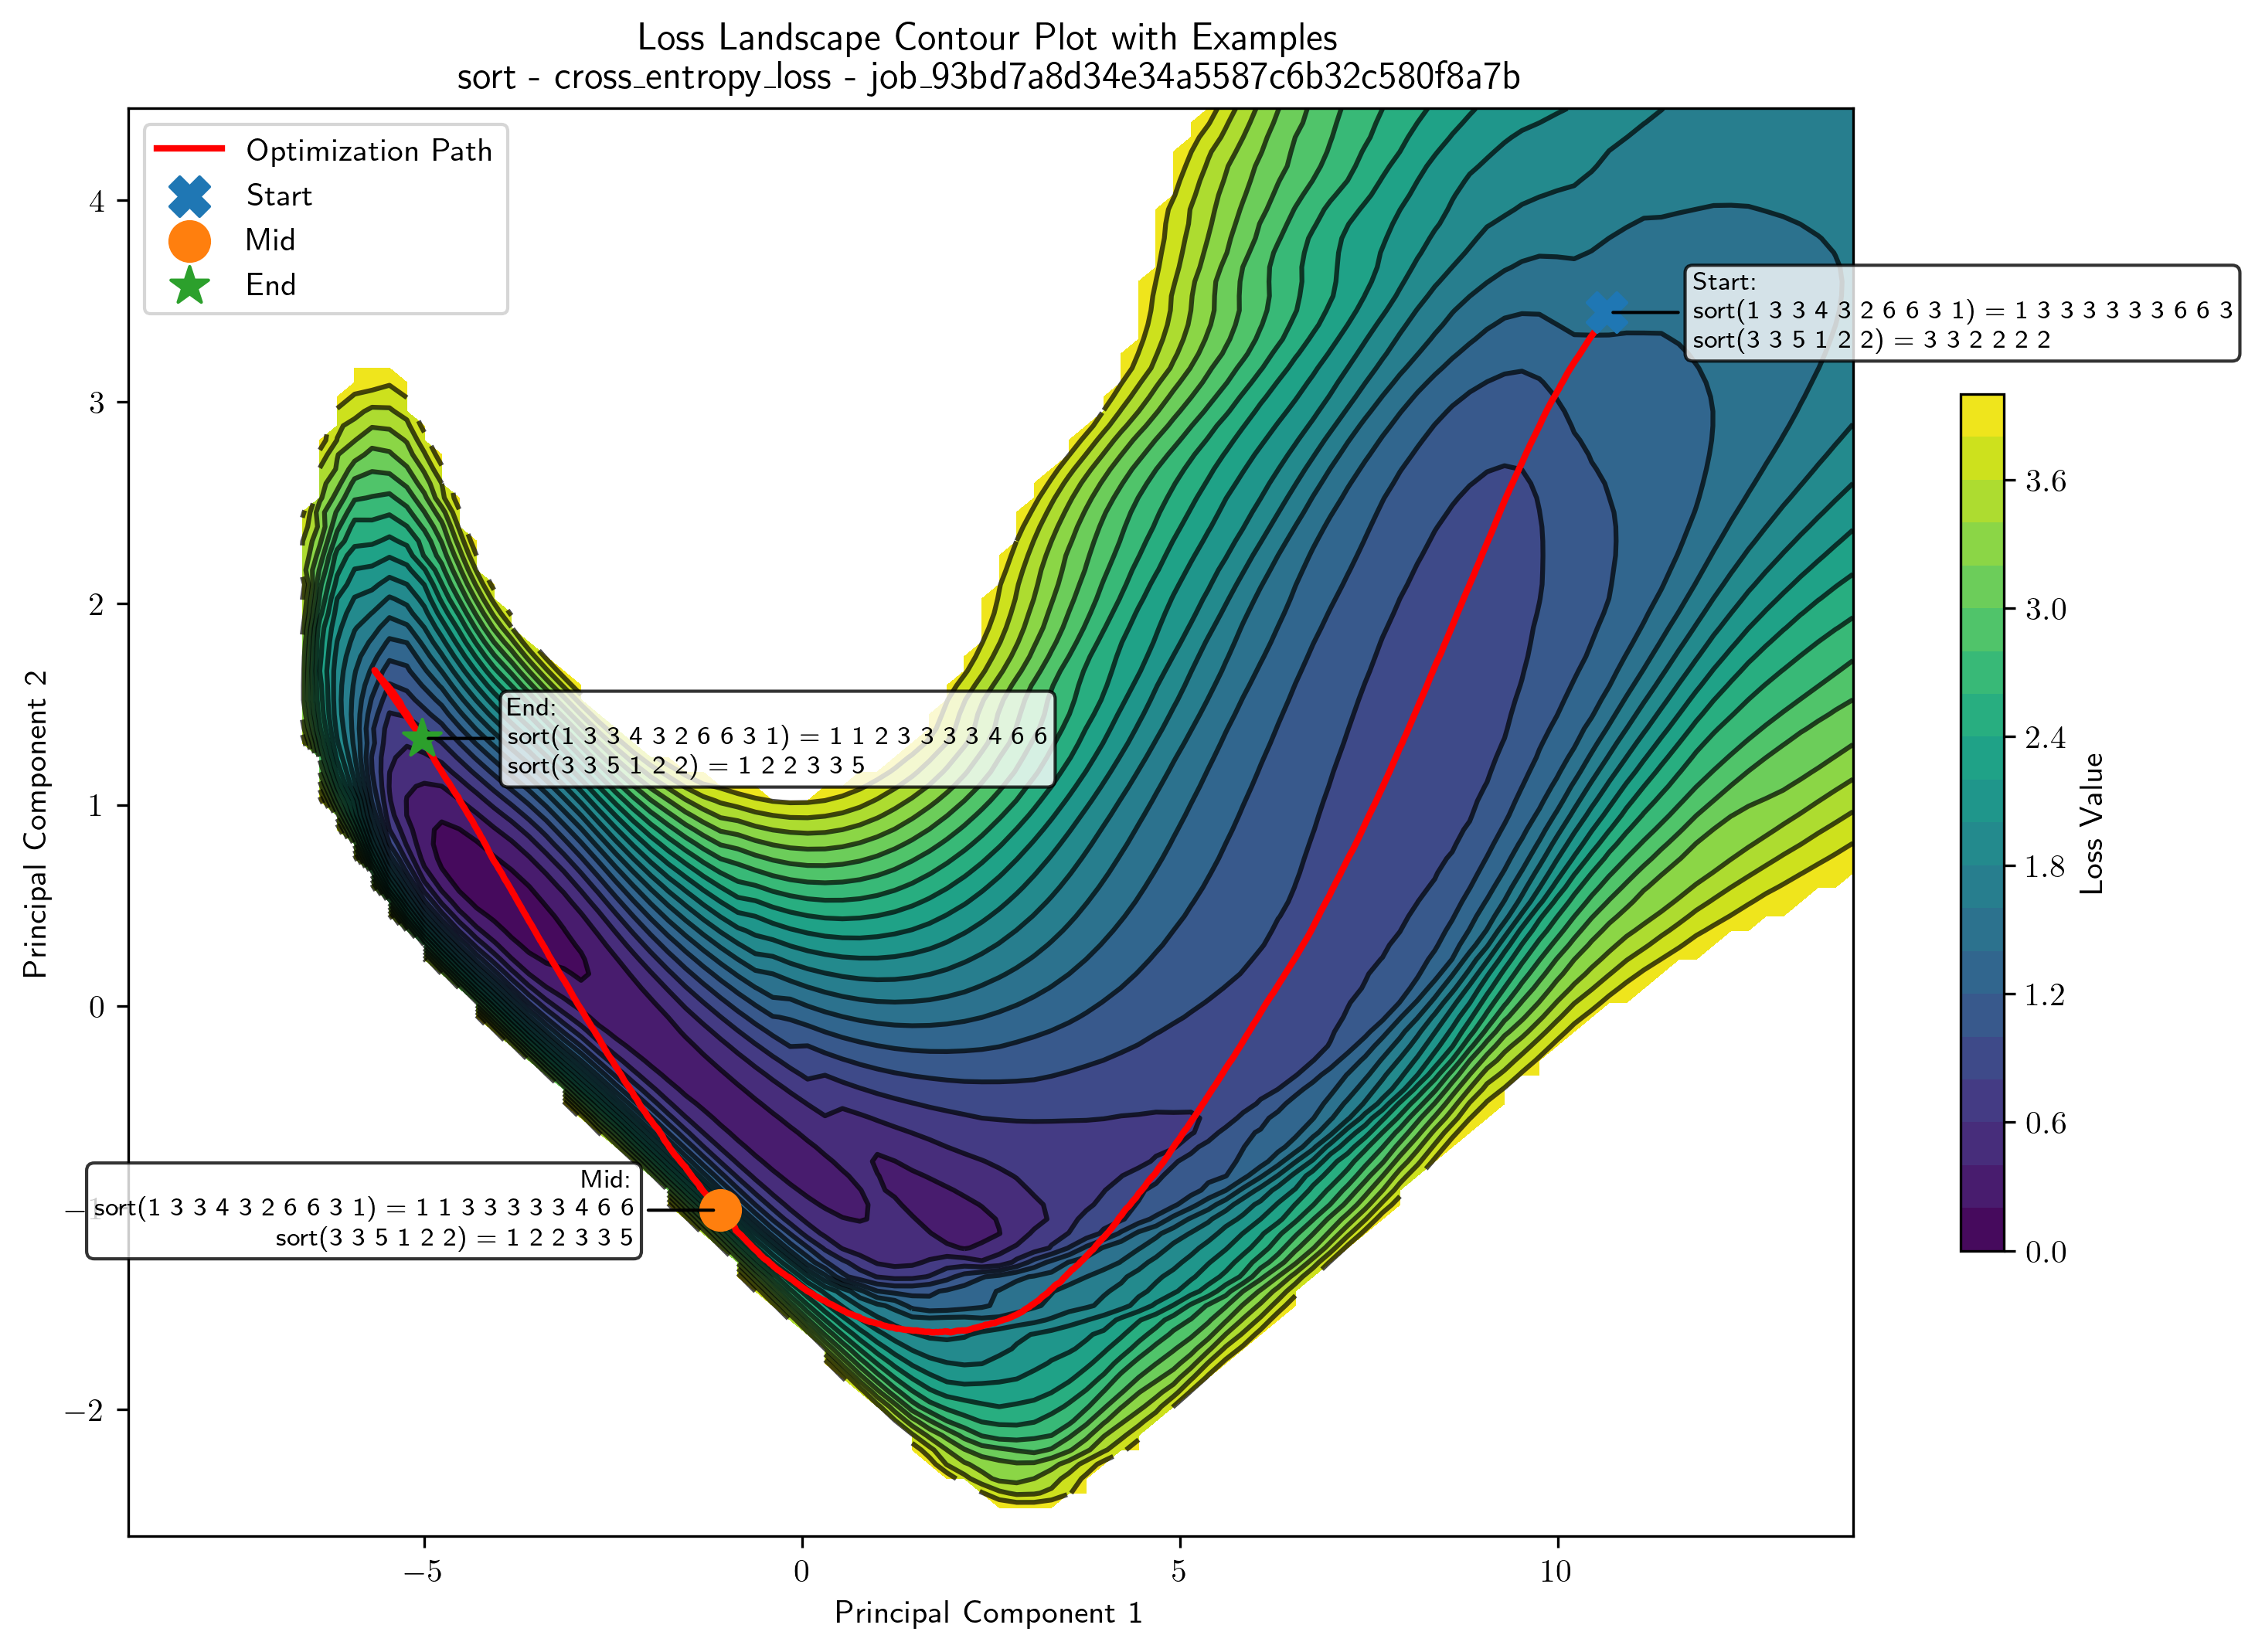 Loss Landscape Contour Plot with Examples
sort - cross_entropy_loss - job_93bd7a8d34e34a5587c6b32c580f8a7b
Optimization Path
Start
Mid
End
4
3
2
1
0
−1
−2
Principal Component 2
Start:
sort(1 3 3 4 3 2 6 6 3 1) = 1 3 3 3 3 3 3 6 6 3
sort(3 3 5 1 2 2) = 3 3 2 2 2 2
End:
sort(1 3 3 4 3 2 6 6 3 1) = 1 1 2 3 3 3 3 4 6 6
sort(3 3 5 1 2 2) = 1 2 2 3 3 5
Mid:
sort(1 3 3 4 3 2 6 6 3 1) = 1 1 3 3 3 3 3 4 6 6
sort(3 3 5 1 2 2) = 1 2 2 3 3 5
−5
0
5
10
Principal Component 1
3.6
3.0
2.4
1.8
1.2
0.6
0.0
Loss Value